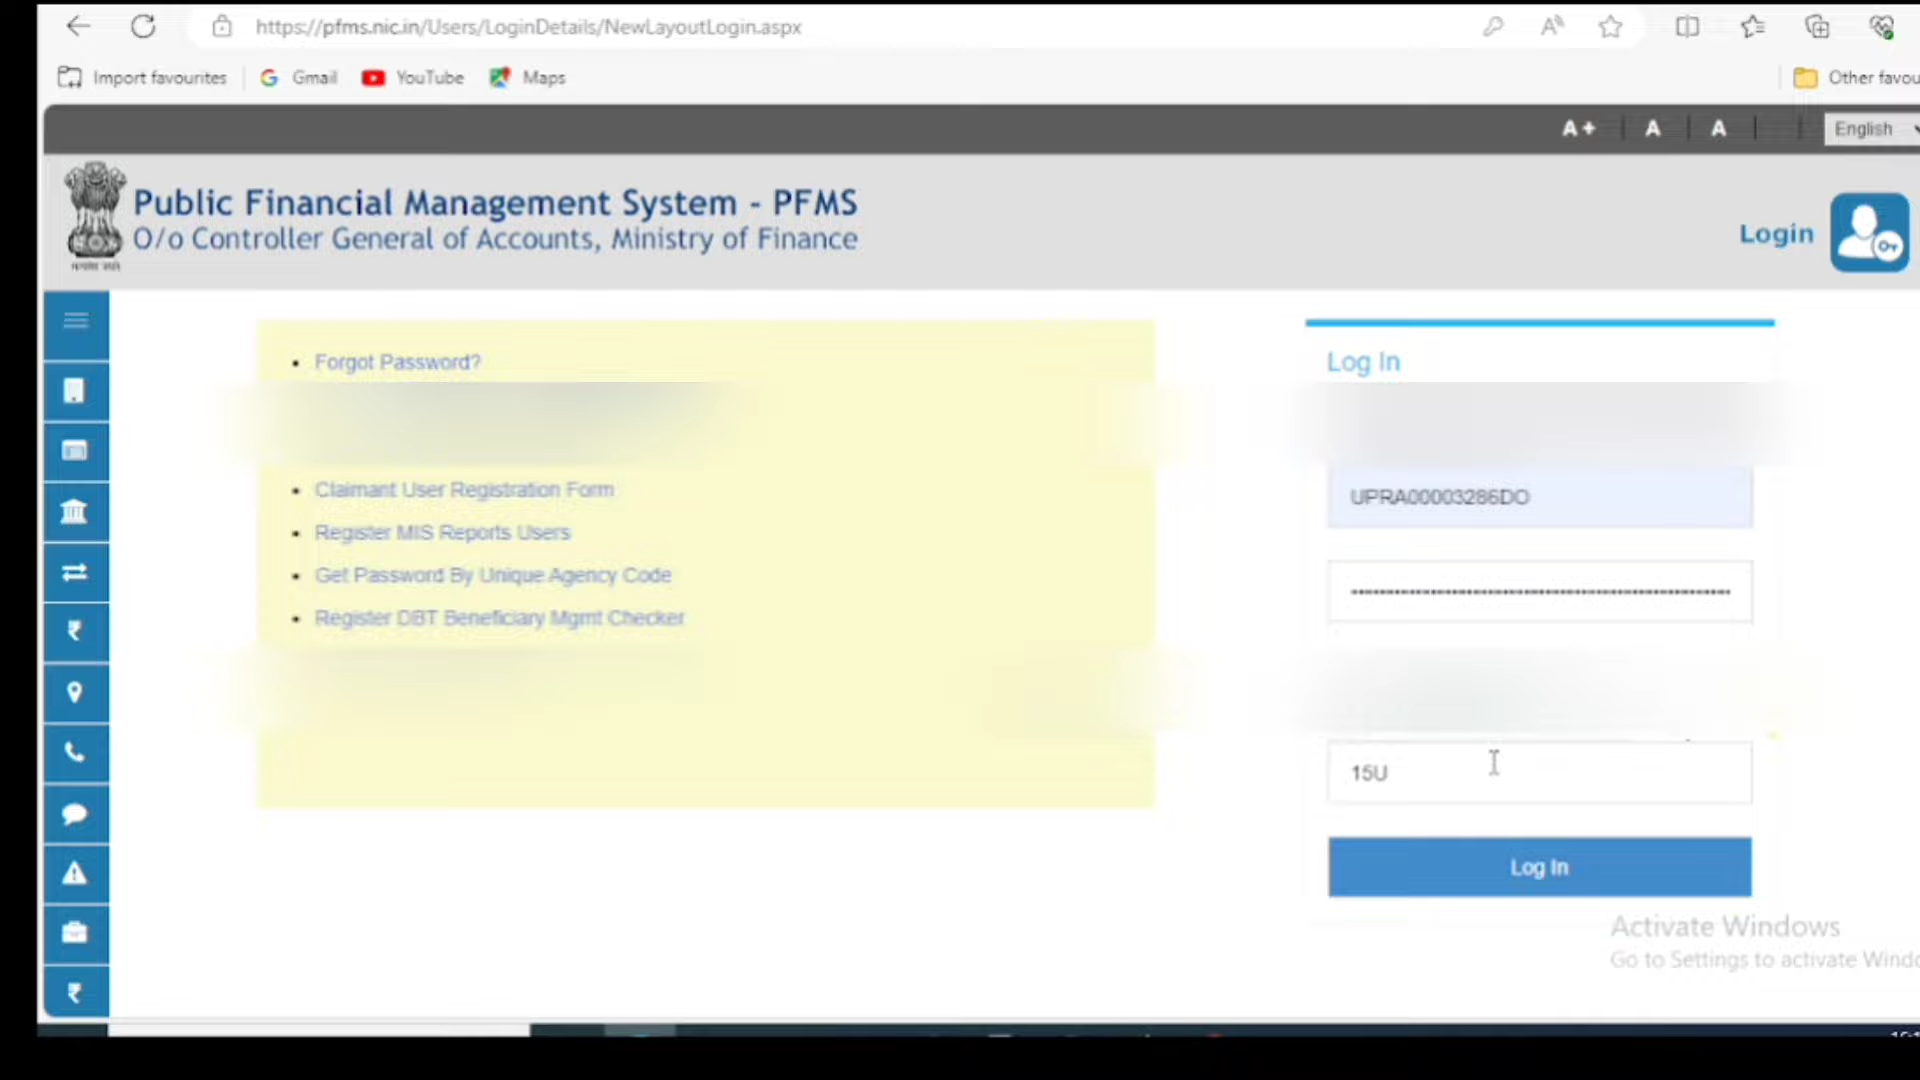 https://pfms.nic.in/Users/LoginDetails/NewLayoutLogin.aspx
Import favourites
Gmail
YouTube
Maps
Other favou
A+
A
A
English
Public Financial Management System - PFMS
O/o Controller General of Accounts, Ministry of Finance
Login
Forgot Password?
Claimant User Registration Form
Register MIS Reports Users
Get Password By Unique Agency Code
Register DBT Beneficiary Mgmt Checker
Log In
UPRA00003286DO
15U
Log In
Activate Windows
Go to Settings to activate Windo